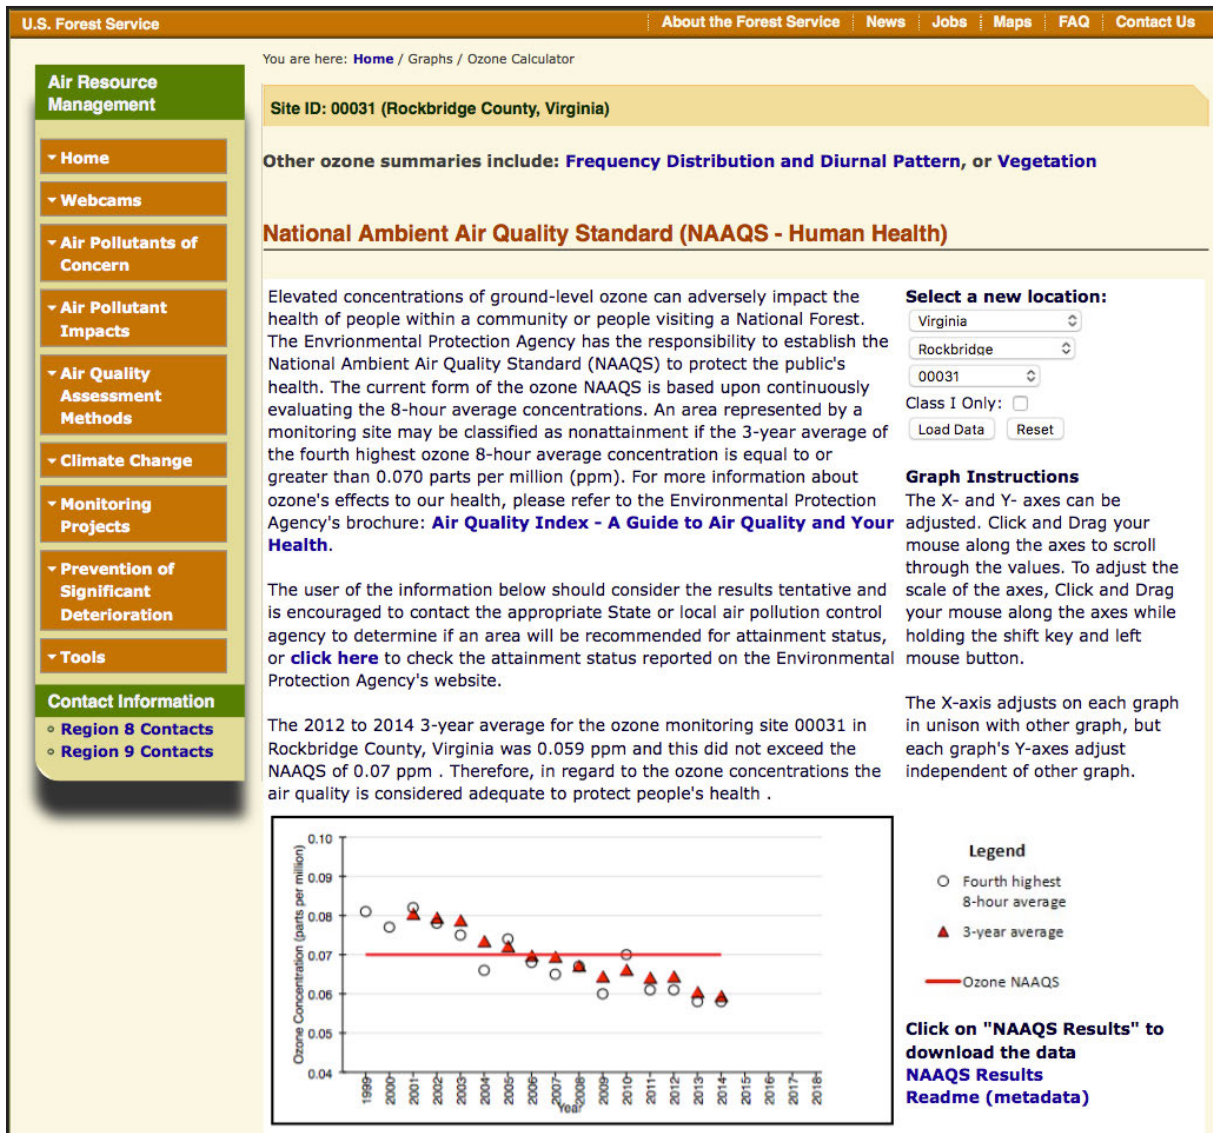 U.S. Forest Service
About the Forest Service
News
Jobs
Maps
FAQ
Contact Us
You are here: Home / Graphs / Ozone Calculator
Air Resource
Management
Home
Webcams
Air Pollutants of
Concern
Air Pollutant
Impacts
Air Quality
Assessment
Methods
Climate Change
Monitoring
Projects
Prevention of
Significant
Deterioration
Tools
Contact Information
Region 8 Contacts
Region 9 Contacts
Site ID: 00031 (Rockbridge County, Virginia)
Other ozone summaries include: Frequency Distribution and Diurnal Pattern, or Vegetation
National Ambient Air Quality Standard (NAAQS - Human Health)
Elevated concentrations of ground-level ozone can adversely impact the
health of people within a community or people visiting a National Forest.
The Envrionmental Protection Agency has the responsibility to establish the
National Ambient Air Quality Standard (NAAQS) to protect the public's
health. The current form of the ozone NAAQS is based upon continuously
evaluating the 8-hour average concentrations. An area represented by a
monitoring site may be classified as nonattainment if the 3-year average of
the fourth highest ozone 8-hour average concentration is equal to or
greater than 0.070 parts per million (ppm). For more information about
ozone's effects to our health, please refer to the Environmental Protection
Agency's brochure: Air Quality Index - A Guide to Air Quality and Your
Health.
The user of the information below should consider the results tentative and
is encouraged to contact the appropriate State or local air pollution control
agency to determine if an area will be recommended for attainment status,
or click here to check the attainment status reported on the Environmental
Protection Agency's website.
The 2012 to 2014 3-year average for the ozone monitoring site 00031 in
Rockbridge County, Virginia was 0.059 ppm and this did not exceed the
NAAQS of 0.07 ppm . Therefore, in regard to the ozone concentrations the
air quality is considered adequate to protect people's health .
Select a new location:
Virginia
Rockbridge
00031
Class I Only:
Load Data
Reset
Graph Instructions
The X- and Y- axes can be
adjusted. Click and Drag your
mouse along the axes to scroll
through the values. To adjust the
scale of the axes, Click and Drag
your mouse along the axes while
holding the shift key and left
mouse button.
The X-axis adjusts on each graph
in unison with other graph, but
each graph's Y-axes adjust
independent of other graph.
Ozone Concentration (parts per million)
0.10
0.09
0.08
0.07
0.06
0.05
0.04
1999
2000
2001
2002
2003
2004
2005
2006
2007
2008
2009
2010
2011
2012
2013
2014
2015
2016
2017
2018
Year
Legend
Fourth highest
8-hour average
3-year average
Ozone NAAQS
Click on "NAAQS Results" to
download the data
NAAQS Results
Readme (metadata)